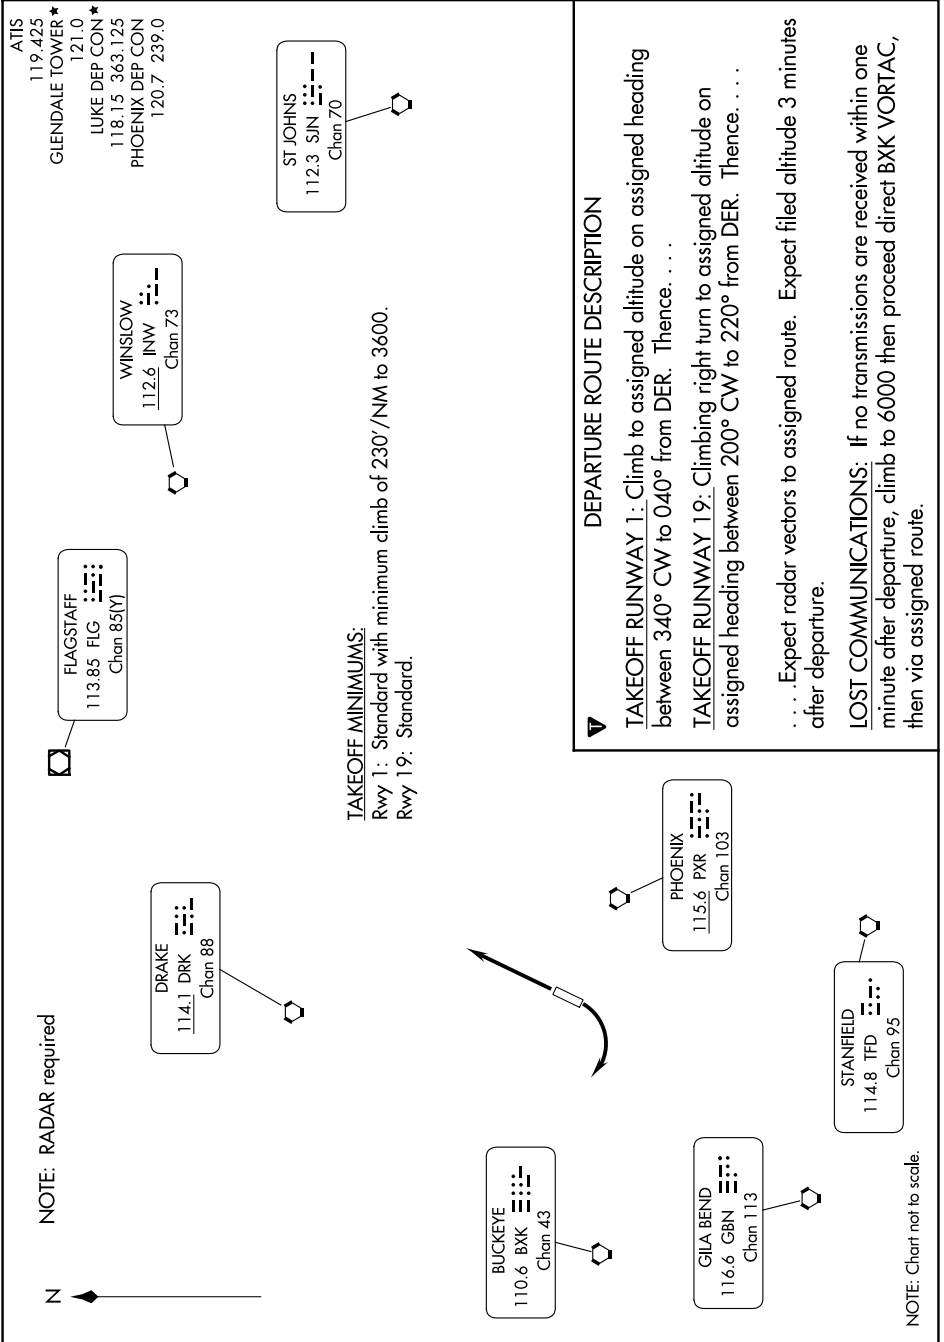 ATIS
119.425
GLENDALE TOWER★
121.0
LUKE DEP CON★
118.15 363.125
PHOENIX DEP CON
120.7 239.0
N
NOTE: RADAR required
FLAGSTAFF
113.85 FLG
Chan 85(Y)
WINSLOW
112.6 INW
Chan 73
ST JOHNS
112.3 SJN
Chan 70
DRAKE
114.1 DRK
Chan 88
TAKEOFF MINIMUMS:
Rwy 1: Standard with minimum climb of 230'/NM to 3600.
Rwy 19: Standard.
BUCKEYE
110.6 BXK
Chan 43
PHOENIX
115.6 PXR
Chan 103
GILA BEND
116.6 GBN
Chan 113
STANFIELD
114.8 TFD
Chan 95
NOTE: Chart not to scale.
T
DEPARTURE ROUTE DESCRIPTION
TAKEOFF RUNWAY 1: Climb to assigned altitude on assigned heading
between 340° CW to 040° from DER. Thence. . . .
TAKEOFF RUNWAY 19: Climbing right turn to assigned altitude on
assigned heading between 200° CW to 220° from DER. Thence. . . .
. . . .Expect radar vectors to assigned route. Expect filed altitude 3 minutes
after departure.
LOST COMMUNICATIONS: If no transmissions are received within one
minute after departure, climb to 6000 then proceed direct BXK VORTAC,
then via assigned route.